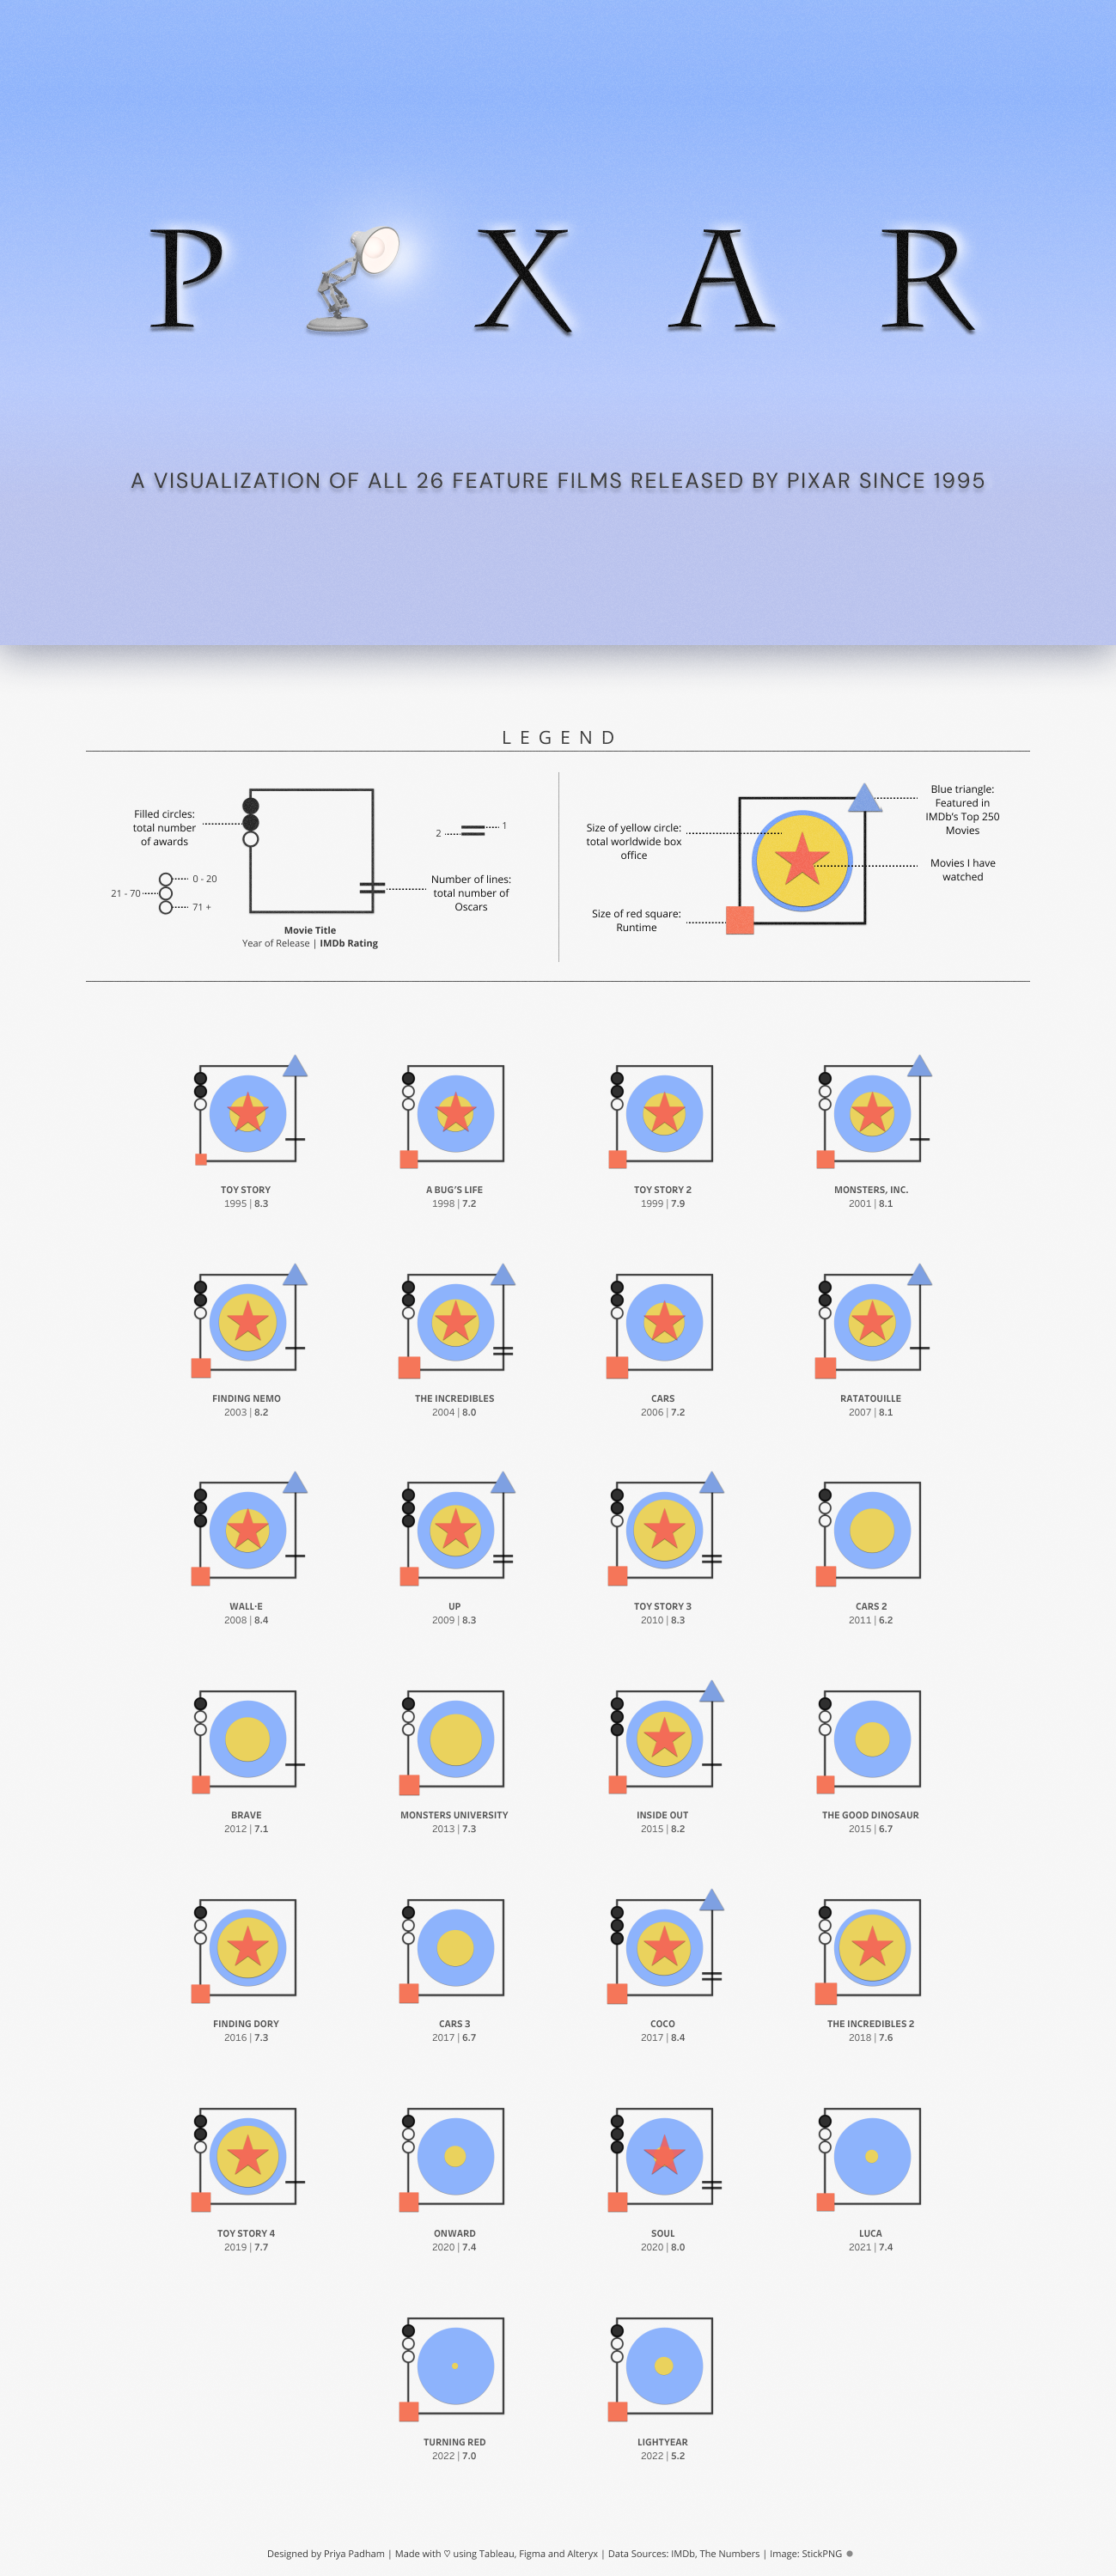 P X A R
A VISUALIZATION OF ALL 26 FEATURE FILMS RELEASED BY PIXAR SINCE 1995
LEGEND
Filled circles:
total number
of awards
0 - 20
21 - 70
71 +
2
1
Number of lines:
total number of
Oscars
Movie Title
Year of Release | IMDb Rating
Size of yellow circle:
total worldwide box
office
Size of red square:
Runtime
Blue triangle:
Featured in
IMDb's Top 250
Movies
Movies I have
watched
TOY STORY
1995 | 8.3
A BUG'S LIFE
1998 | 7.2
TOY STORY 2
1999 | 7.9
MONSTERS, INC.
2001 | 8.1
FINDING NEMO
2003 | 8.2
THE INCREDIBLES
2004 | 8.0
CARS
2006 | 7.2
RATATOUILLE
2007 | 8.1
WALL·E
2008 | 8.4
UP
2009 | 8.3
TOY STORY 3
2010 | 8.3
CARS 2
2011 | 6.2
BRAVE
2012 | 7.1
MONSTERS UNIVERSITY
2013 | 7.3
INSIDE OUT
2015 | 8.2
THE GOOD DINOSAUR
2015 | 6.7
FINDING DORY
2016 | 7.3
CARS 3
2017 | 6.7
COCO
2017 | 8.4
THE INCREDIBLES 2
2018 | 7.6
TOY STORY 4
2019 | 7.7
ONWARD
2020 | 7.4
SOUL
2020 | 8.0
LUCA
2021 | 7.4
TURNING RED
2022 | 7.0
LIGHTYEAR
2022 | 5.2
Designed by Priya Padham | Made with ♡ using Tableau, Figma and Alteryx | Data Sources: IMDb, The Numbers | Image: StickPNG